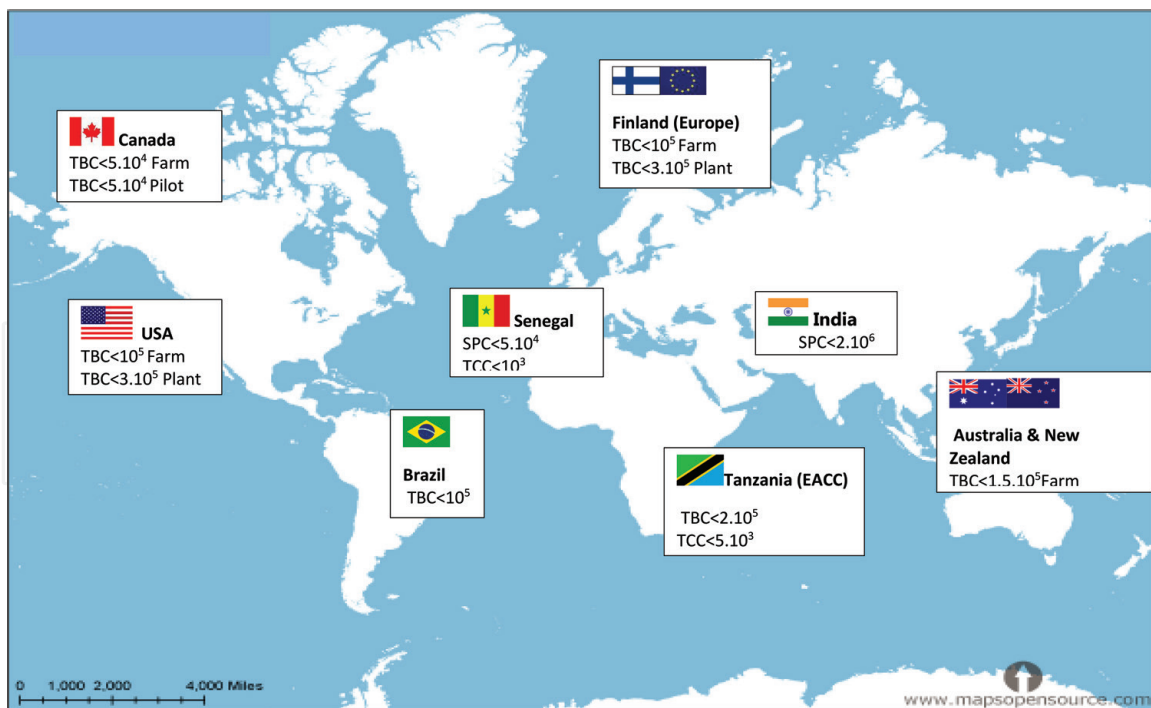 Canada
TBC<5.10⁴ Farm
TBC<5.10⁴ Pilot
Finland (Europe)
TBC<10⁵ Farm
TBC<3.10⁵ Plant
USA
TBC<10⁵ Farm
TBC<3.10⁵ Plant
Senegal
SPC<5.10⁴
TCC<10³
India
SPC<2.10⁶
Brazil
TBC<10⁵
Tanzania (EACC)
TBC<2.10⁵
TCC<5.10³
Australia & New
Zealand
TBC<1.5.10⁵Farm
0 1,000 2,000 4,000 Miles
www.mapsopensource.com